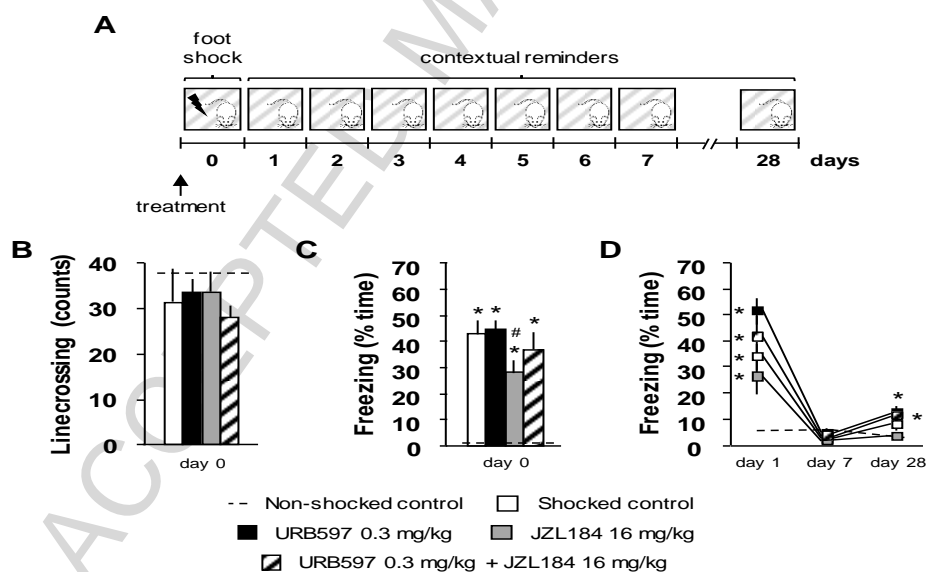 A
foot
shock
contextual reminders
0 1 2 3 4 5 6 7 28 days
treatment
B
Linecrossing (counts)
40
30
20
10
0
day 0
C
Freezing (% time)
70
60
50
40
30
20
10
0
* * # * *
day 0
D
Freezing (% time)
70
60
50
40
30
20
10
0
*
*
*
*
*
*
day 1 day 7 day 28
Non-shocked control Shocked control
URB597 0.3 mg/kg JZL184 16 mg/kg
URB597 0.3 mg/kg + JZL184 16 mg/kg